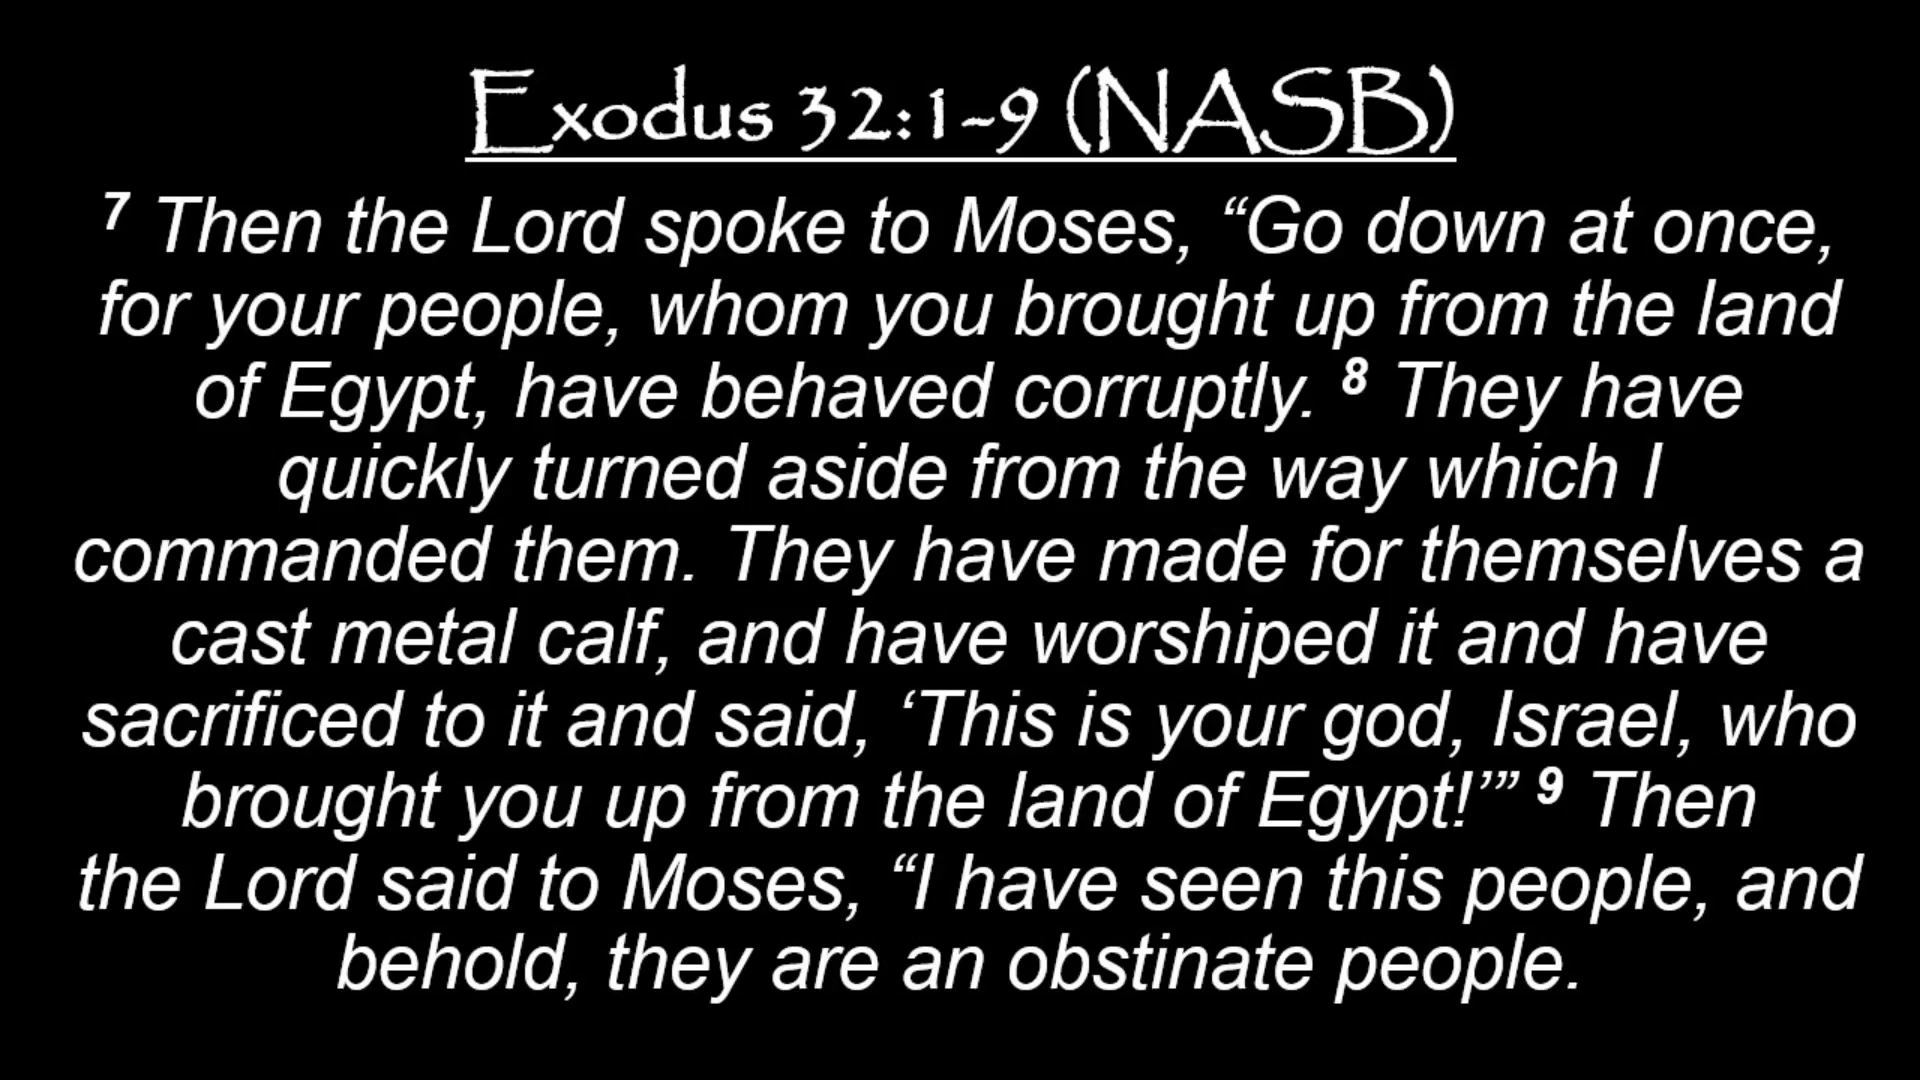 Exodus 32:1-9 (NASB)
7 Then the Lord spoke to Moses, “Go down at once,
for your people, whom you brought up from the land
of Egypt, have behaved corruptly. 8 They have
quickly turned aside from the way which I
commanded them. They have made for themselves a
cast metal calf, and have worshiped it and have
sacrificed to it and said, ‘This is your god, Israel, who
brought you up from the land of Egypt!’” 9 Then
the Lord said to Moses, “I have seen this people, and
behold, they are an obstinate people.